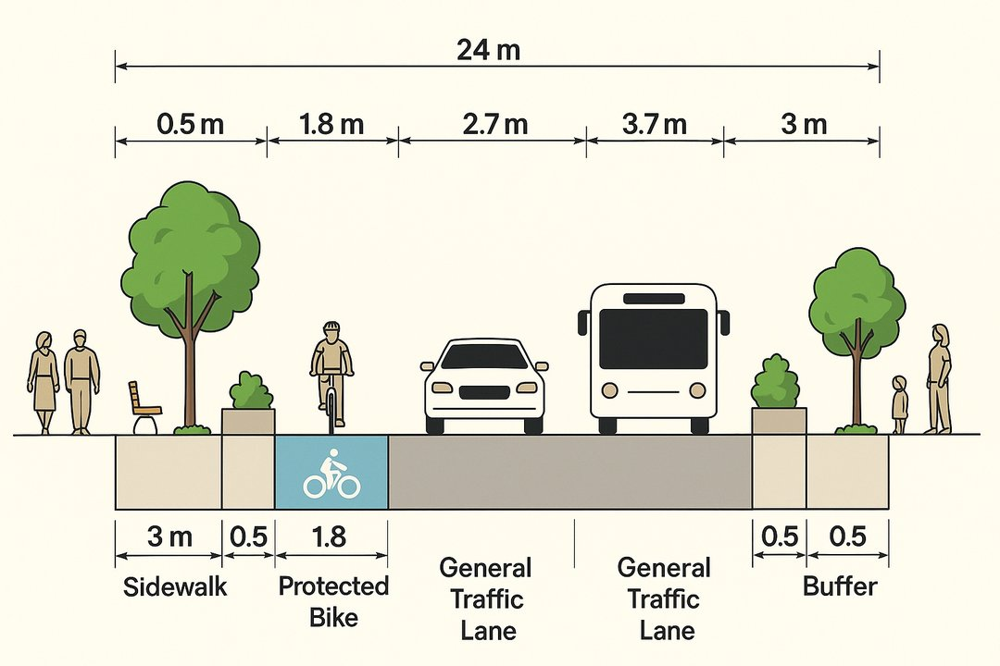 24 m
0.5 m
1.8 m
2.7 m
3.7 m
3 m
3 m
0.5
1.8
0.5
0.5
Sidewalk
Protected
Bike
General
Traffic
Lane
General
Traffic
Lane
Buffer